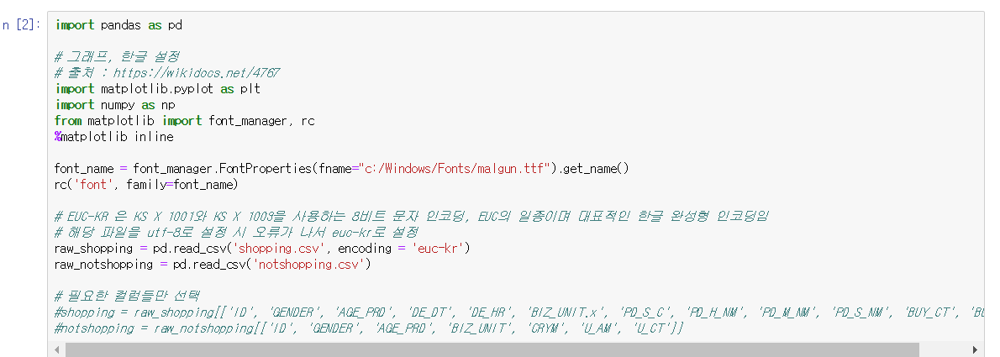 n [2]:
import pandas as pd
# 그래프, 한글 설정
# 출처 : https://wikidocs.net/4767
import matplotlib.pyplot as plt
import numpy as np
from matplotlib import font_manager, rc
%matplotlib inline
font_name = font_manager.FontProperties(fname="c:/Windows/Fonts/malgun.ttf").get_name()
rc('font', family=font_name)
# EUC-KR 은 KS X 1001와 KS X 1003을 사용하는 8비트 문자 인코딩, EUC의 일종이며 대표적인 한글 완성형 인코딩임
# 해당 파일을 utf-8로 설정 시 오류가 나서 euc-kr로 설정
raw_shopping = pd.read_csv('shopping.csv', encoding = 'euc-kr')
raw_notshopping = pd.read_csv('notshopping.csv')
# 필요한 컬럼들만 선택
#shopping = raw_shopping[['ID', 'GENDER', 'AGE_PRD', 'DE_DT', 'DE_HR', 'BIZ_UNIT.x', 'PD_S_C', 'PD_H_NM', 'PD_M_NM', 'PD_S_NM', 'BUY_CT',
#notshopping = raw_notshopping[['ID', 'GENDER', 'AGE_PRD', 'BIZ_UNIT', 'CRYM', 'U_AM', 'U_CT']]